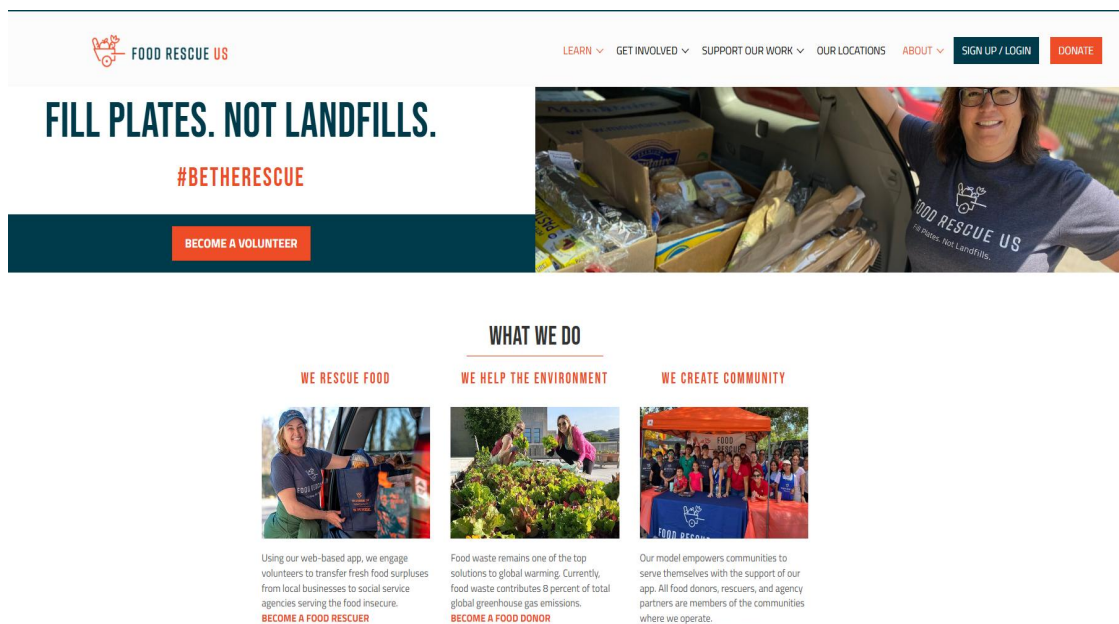 FOOD RESCUE US
LEARN
GET INVOLVED
SUPPORT OUR WORK
OUR LOCATIONS
ABOUT
SIGN UP / LOGIN
DONATE
FILL PLATES. NOT LANDFILLS.
#BETHERESCUE
BECOME A VOLUNTEER
FOOD RESCUE US
Fill Plates. Not Landfills.
WHAT WE DO
WE RESCUE FOOD
Using our web-based app, we engage
volunteers to transfer fresh food surpluses
from local businesses to social service
agencies serving the food insecure.
BECOME A FOOD RESCUER
WE HELP THE ENVIRONMENT
Food waste remains one of the top
solutions to global warming. Currently,
food waste contributes 8 percent of total
global greenhouse gas emissions.
BECOME A FOOD DONOR
WE CREATE COMMUNITY
FOOD
RESCUE
FOOD RESCUE
Our model empowers communities to
serve themselves with the support of our
app. All food donors, rescuers, and agency
partners are members of the communities
where we operate.